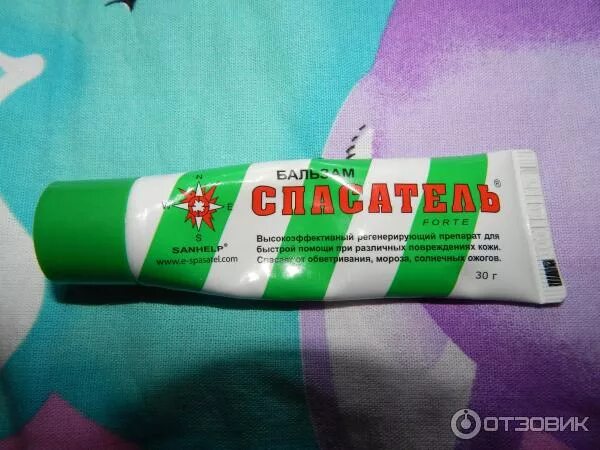 БАЛЬЗАМ
СПАСАТЕЛЬ®
FORTE
N
W E
S
SANHELP®
www.e-spasatel.com
Высокоэффективный регенерирующий препарат для
быстрой помощи при различных повреждениях кожи.
Спасает от обветривания, мороза, солнечных ожогов.
30 г
ОТЗОВИК